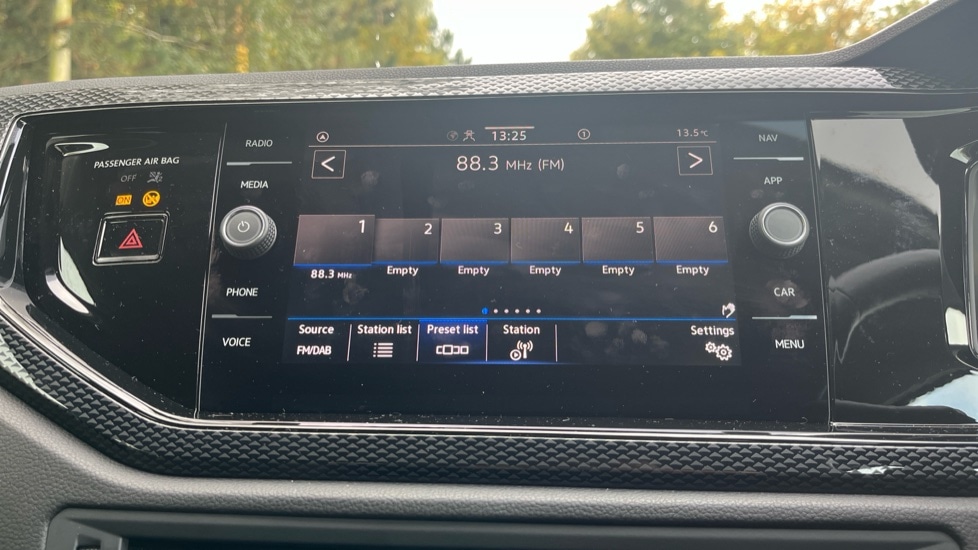 PASSENGER AIR BAG
OFF
ON
RADIO
MEDIA
PHONE
VOICE
13:25
1
13.5°C
<
88.3 MHz (FM)
>
1 2 3 4 5 6
88.3 MHz Empty Empty Empty Empty Empty
Source Station list Preset list Station Settings
FM/DAB
NAV
APP
CAR
MENU